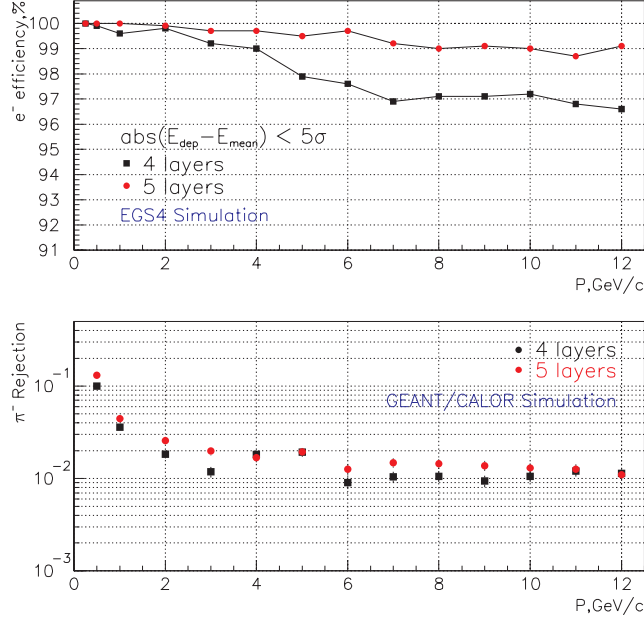 e⁻ efficiency,%
100
99
98
97
96
95
94
93
92
91
abs(E_dep−E_mean) < 5σ
4 layers
5 layers
EGS4 Simulation
0 2 4 6 8 10 12
P,GeV/c
π⁻ Rejection
10⁻¹
10⁻²
10⁻³
4 layers
5 layers
GEANT/CALOR Simulation
0 2 4 6 8 10 12
P,GeV/c